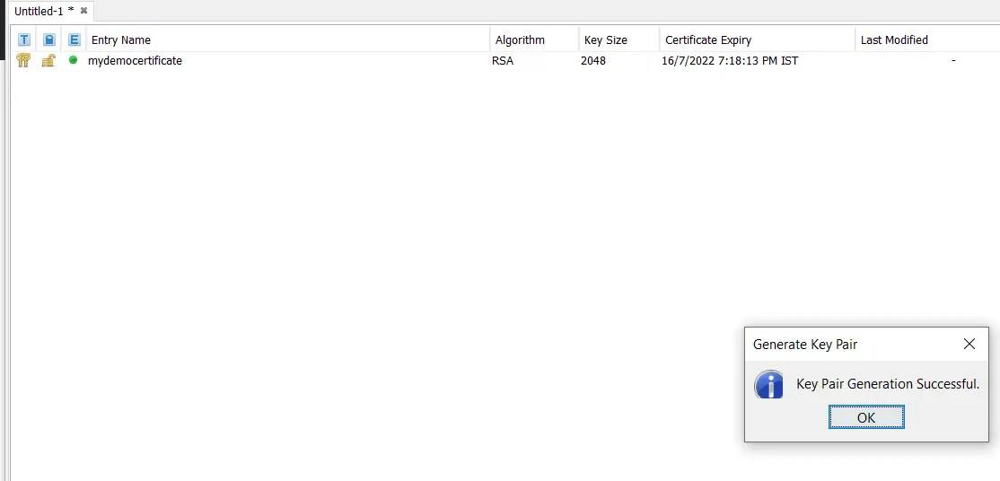 Untitled-1 *
T E Entry Name Algorithm Key Size Certificate Expiry Last Modified
mydemocertificate RSA 2048 16/7/2022 7:18:13 PM IST -
Generate Key Pair
Key Pair Generation Successful.
OK